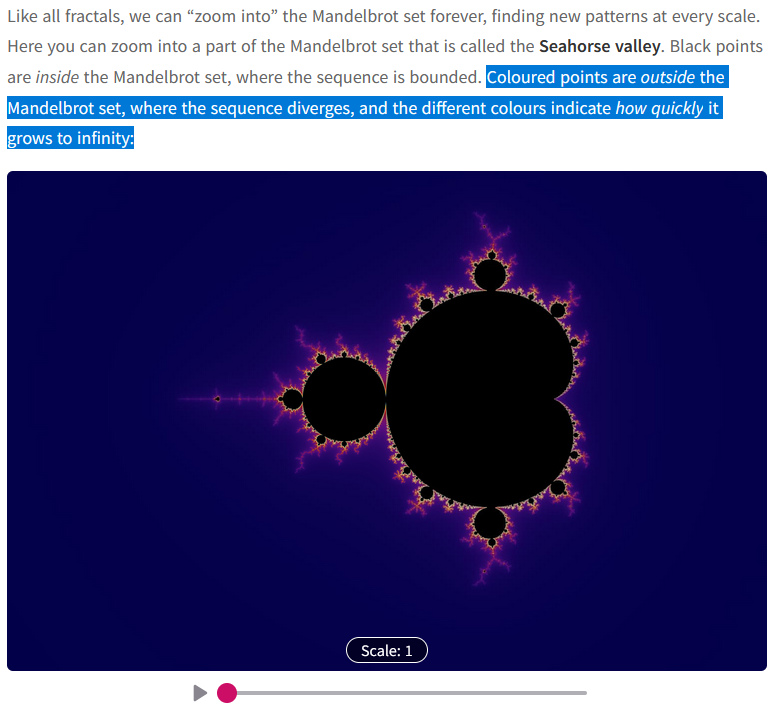 Like all fractals, we can “zoom into” the Mandelbrot set forever, finding new patterns at every scale.
Here you can zoom into a part of the Mandelbrot set that is called the Seahorse valley. Black points
are inside the Mandelbrot set, where the sequence is bounded. Coloured points are outside the
Mandelbrot set, where the sequence diverges, and the different colours indicate how quickly it
grows to infinity:
Scale: 1